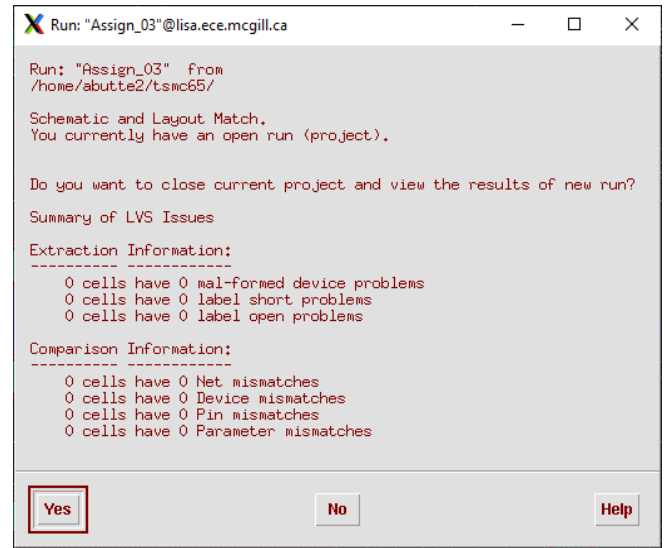 Run: "Assign_03"@lisa.ece.mcgill.ca
Run: "Assign_03" from
/home/abutte2/tsmc65/
Schematic and Layout Match.
You currently have an open run (project).
Do you want to close current project and view the results of new run?
Summary of LVS Issues
Extraction Information:
---------- ------------
0 cells have 0 mal-formed device problems
0 cells have 0 label short problems
0 cells have 0 label open problems
Comparison Information:
---------- ------------
0 cells have 0 Net mismatches
0 cells have 0 Device mismatches
0 cells have 0 Pin mismatches
0 cells have 0 Parameter mismatches
Yes No Help